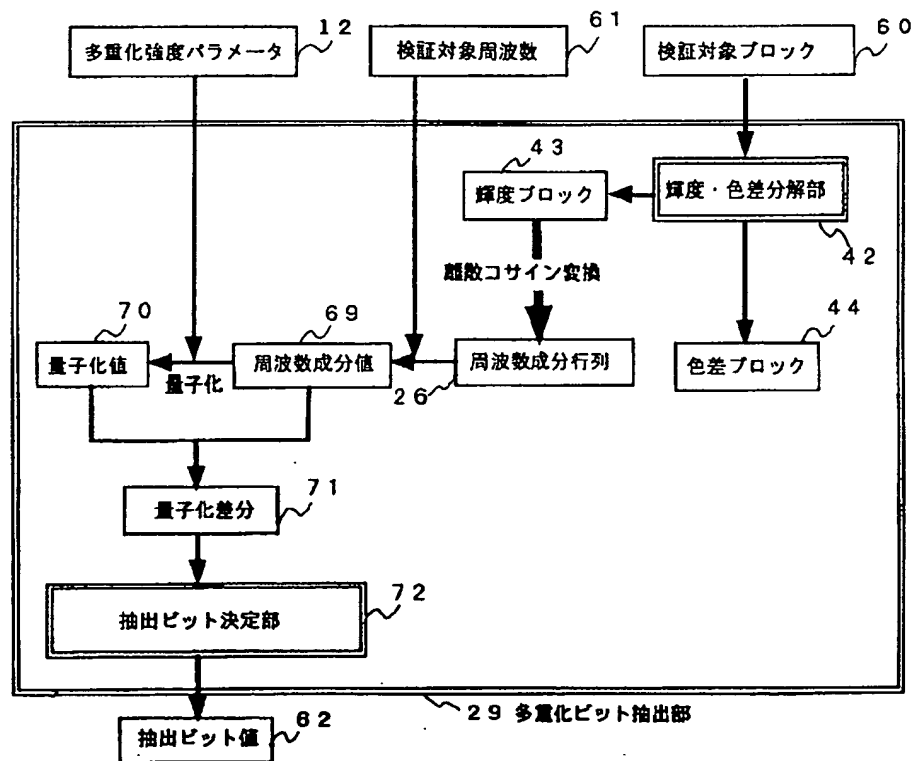 12
61
60
多重化強度パラメータ
検証対象周波数
検証対象ブロック
43
輝度ブロック
輝度・色差分解部
42
離散コサイン変換
70
69
44
量子化値
量子化
周波数成分値
26
周波数成分行列
色差ブロック
71
量子化差分
72
抽出ビット決定部
29 多重化ビット抽出部
62
抽出ビット値